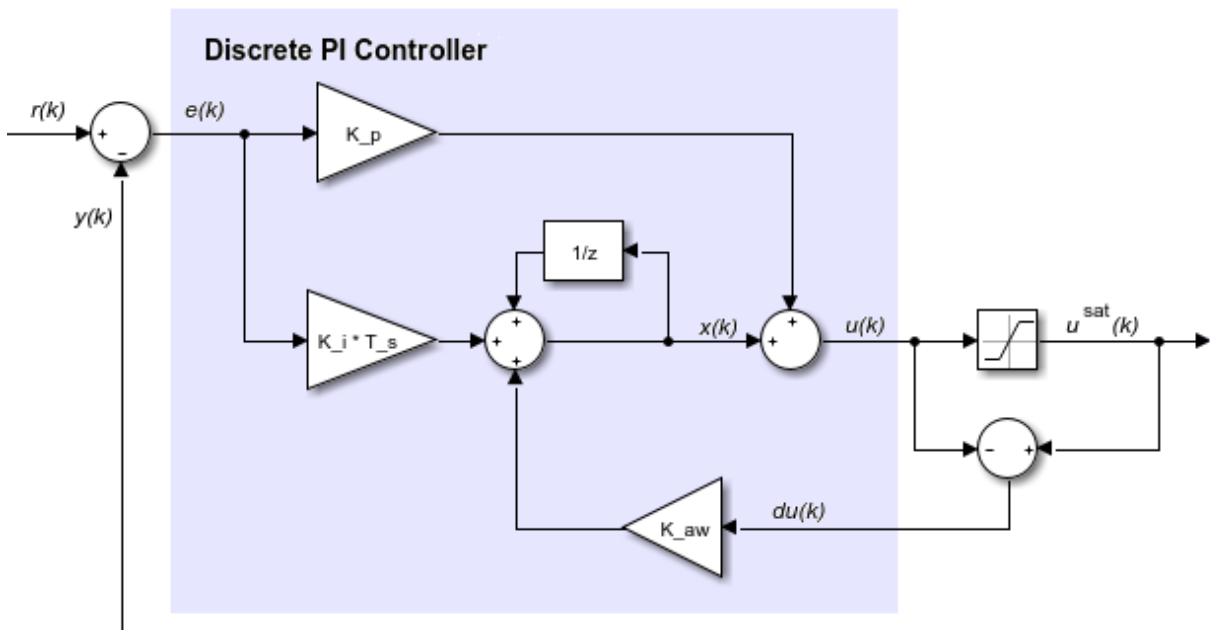 Discrete PI Controller
r(k)
+
−
e(k)
K_p
y(k)
1/z
K_i * T_s
+
+
+
x(k)
+
+
u(k)
u sat (k)
−
+
K_aw
du(k)